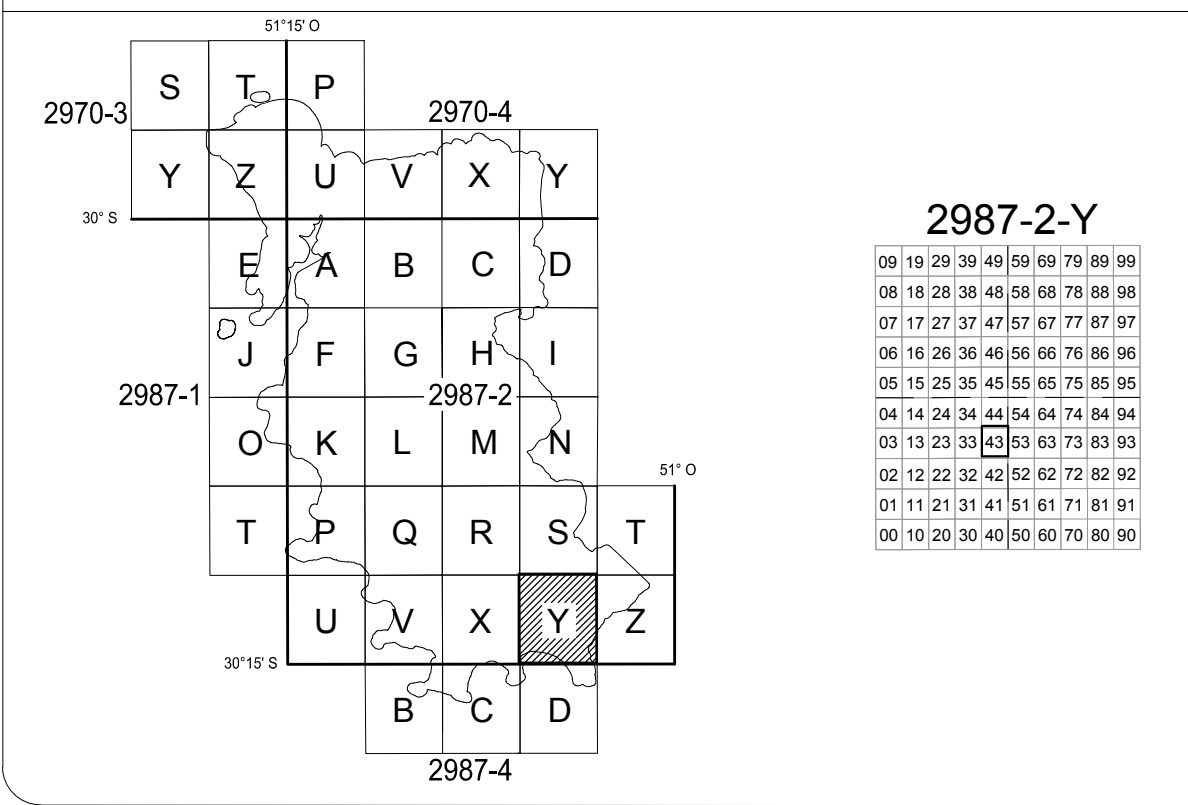 51°15' O
S T P
2970-3 2970-4
Y Z U V X Y
30° S
E A B C D
J F G H I
2987-1 2987-2
O K L M N
51° O
T P Q R S T
U V X Y Z
30°15' S
B C D
2987-4
2987-2-Y
09 19 29 39 49 59 69 79 89 99
08 18 28 38 48 58 68 78 88 98
07 17 27 37 47 57 67 77 87 97
06 16 26 36 46 56 66 76 86 96
05 15 25 35 45 55 65 75 85 95
04 14 24 34 44 54 64 74 84 94
03 13 23 33 43 53 63 73 83 93
02 12 22 32 42 52 62 72 82 92
01 11 21 31 41 51 61 71 81 91
00 10 20 30 40 50 60 70 80 90